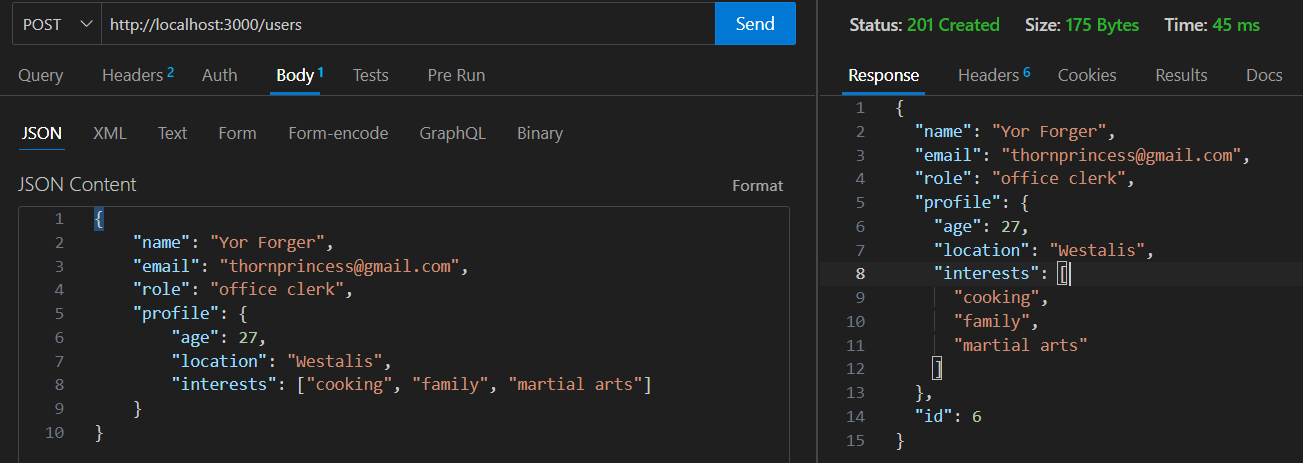 POST http://localhost:3000/users Send
Query Headers 2 Auth Body 1 Tests Pre Run
JSON XML Text Form Form-encode GraphQL Binary
JSON Content Format
1 {
2 "name": "Yor Forger",
3 "email": "thornprincess@gmail.com",
4 "role": "office clerk",
5 "profile": {
6 "age": 27,
7 "location": "Westalis",
8 "interests": ["cooking", "family", "martial arts"]
9 }
10 }
Status: 201 Created Size: 175 Bytes Time: 45 ms
Response Headers 6 Cookies Results Docs
1 {
2 "name": "Yor Forger",
3 "email": "thornprincess@gmail.com",
4 "role": "office clerk",
5 "profile": {
6 "age": 27,
7 "location": "Westalis",
8 "interests": [
9 "cooking",
10 "family",
11 "martial arts"
12 ]
13 },
14 "id": 6
15 }